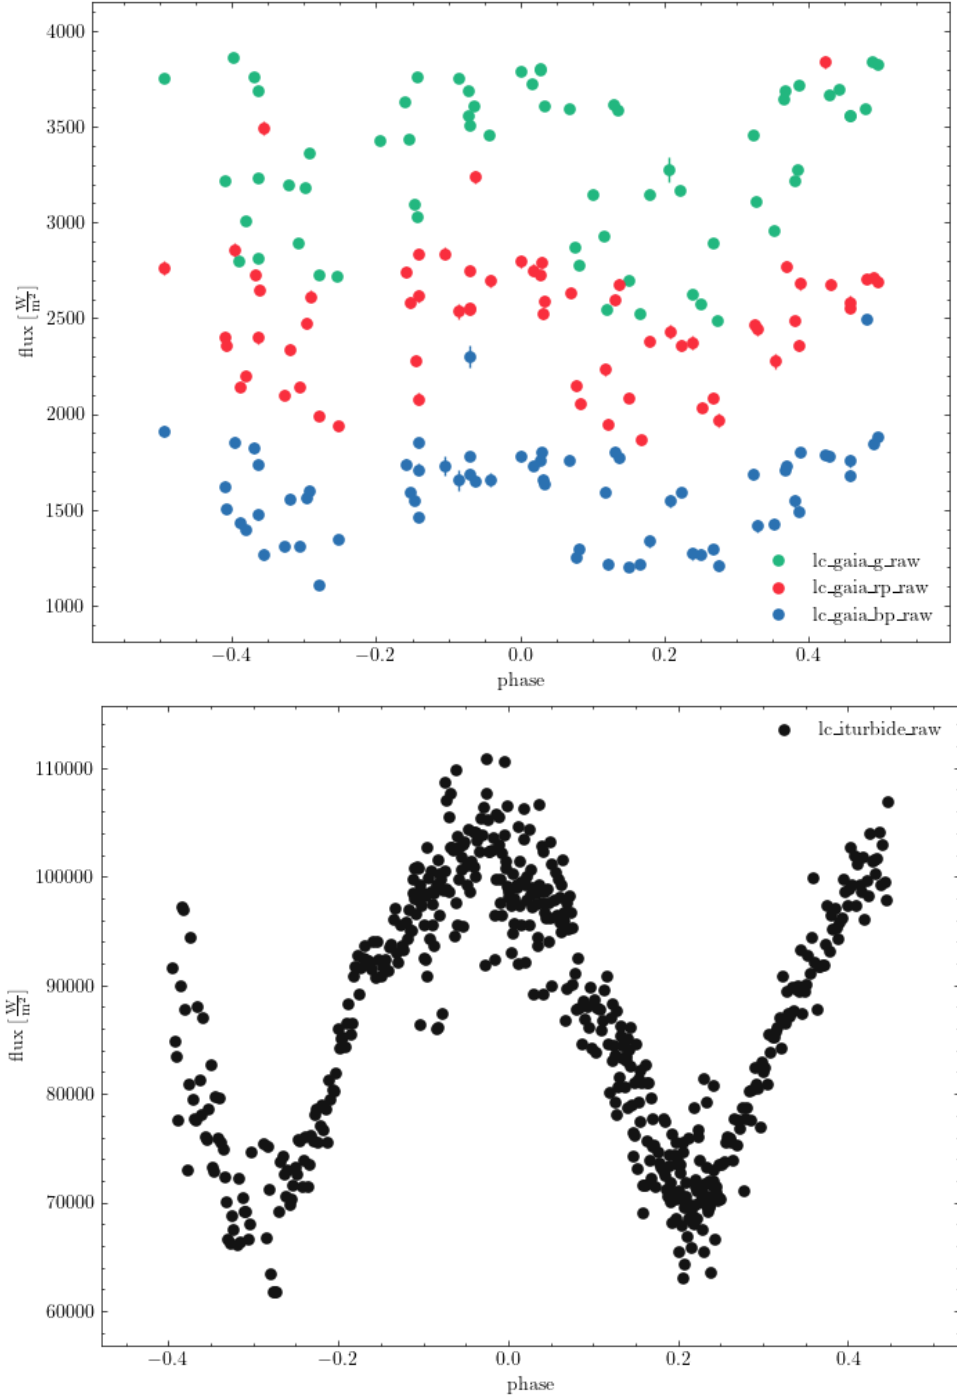 4000
3500
3000
2500
2000
1500
1000
flux [W/m²]
lc_gaia_g_raw
lc_gaia_rp_raw
lc_gaia_bp_raw
−0.4 −0.2 0.0 0.2 0.4
phase
lc_iturbide_raw
110000
100000
90000
80000
70000
60000
flux [W/m²]
−0.4 −0.2 0.0 0.2 0.4
phase